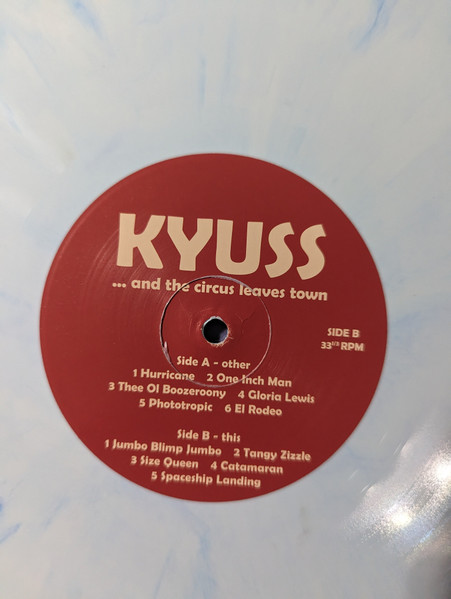 KYUSS
... and the circus leaves town
SIDE B
33⅓ RPM
Side A - other
1 Hurricane 2 One Inch Man
3 Thee Ol Boozeroony 4 Gloria Lewis
5 Phototropic 6 El Rodeo
Side B - this
1 Jumbo Blimp Jumbo 2 Tangy Zizzle
3 Size Queen 4 Catamaran
5 Spaceship Landing